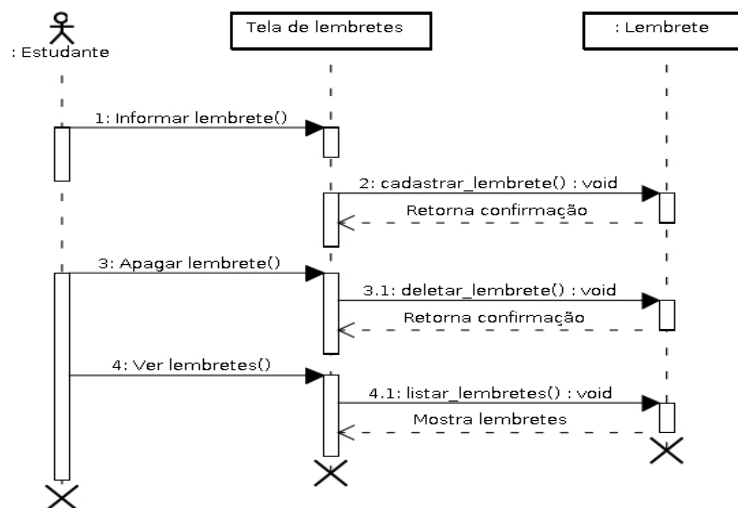 : Estudante
Tela de lembretes
: Lembrete
1: Informar lembrete()
2: cadastrar_lembrete() : void
Retorna confirmação
3: Apagar lembrete()
3.1: deletar_lembrete() : void
Retorna confirmação
4: Ver lembretes()
4.1: listar_lembretes() : void
Mostra lembretes